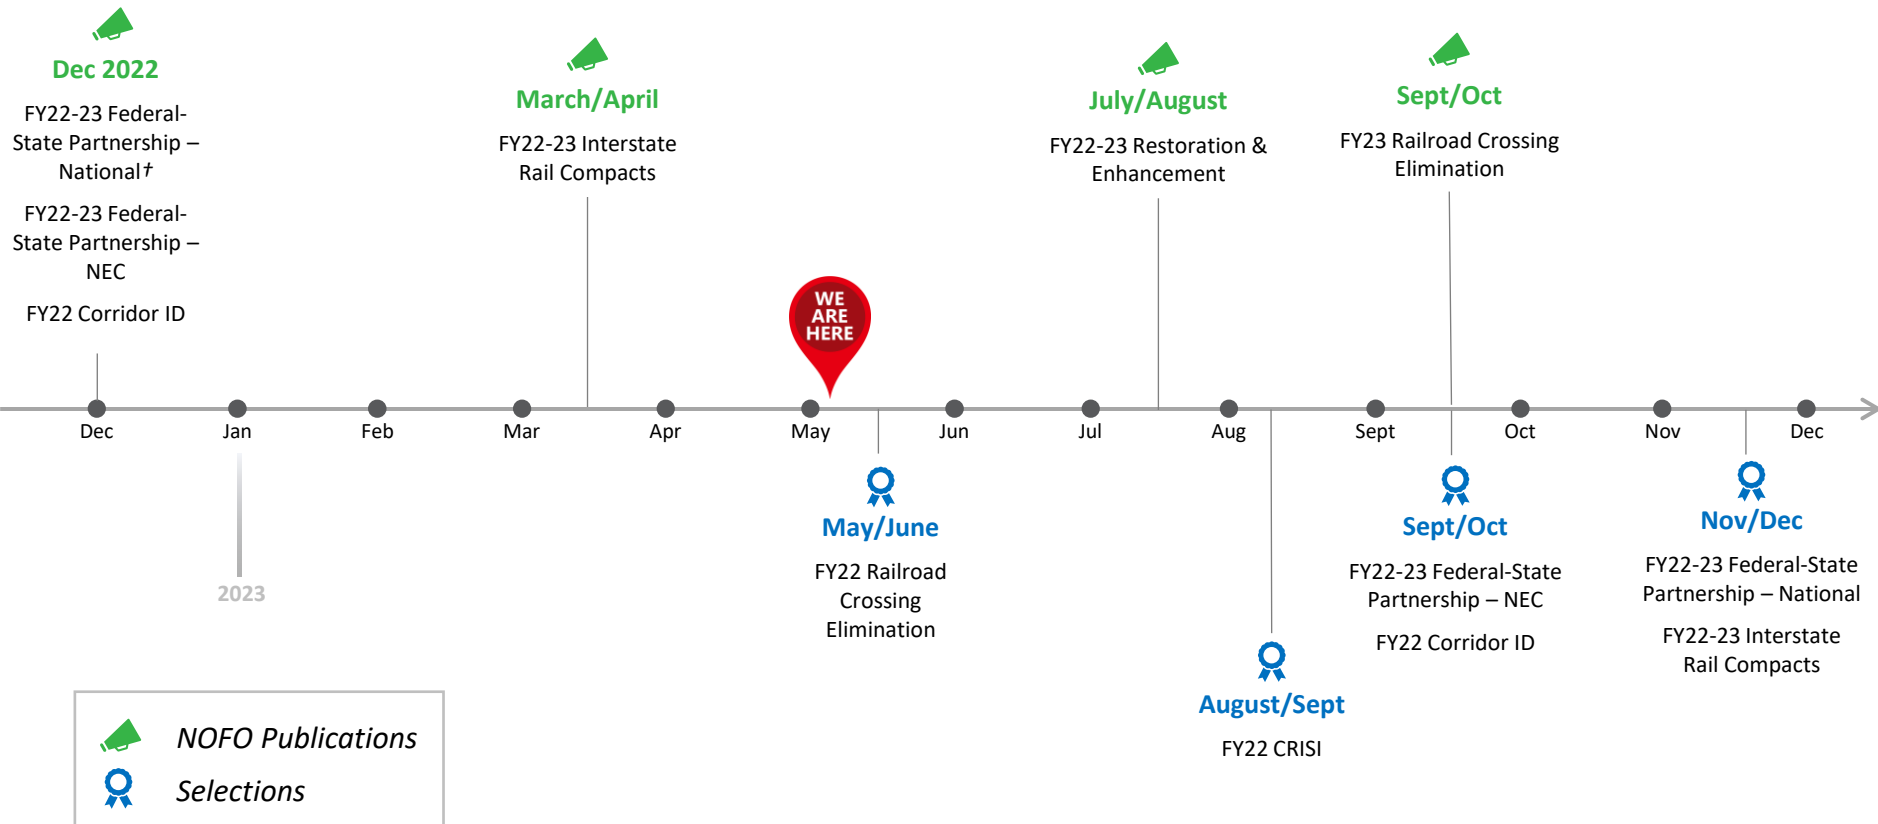 Dec 2022
FY22-23 Federal-
State Partnership –
National†
FY22-23 Federal-
State Partnership –
NEC
FY22 Corridor ID
March/April
FY22-23 Interstate
Rail Compacts
July/August
FY22-23 Restoration &
Enhancement
Sept/Oct
FY23 Railroad Crossing
Elimination
WE
ARE
HERE
Dec
Jan
Feb
Mar
Apr
May
Jun
Jul
Aug
Sept
Oct
Nov
Dec
2023
May/June
FY22 Railroad
Crossing
Elimination
August/Sept
FY22 CRISI
Sept/Oct
FY22-23 Federal-State
Partnership – NEC
FY22 Corridor ID
Nov/Dec
FY22-23 Federal-State
Partnership – National
FY22-23 Interstate
Rail Compacts
NOFO Publications
Selections